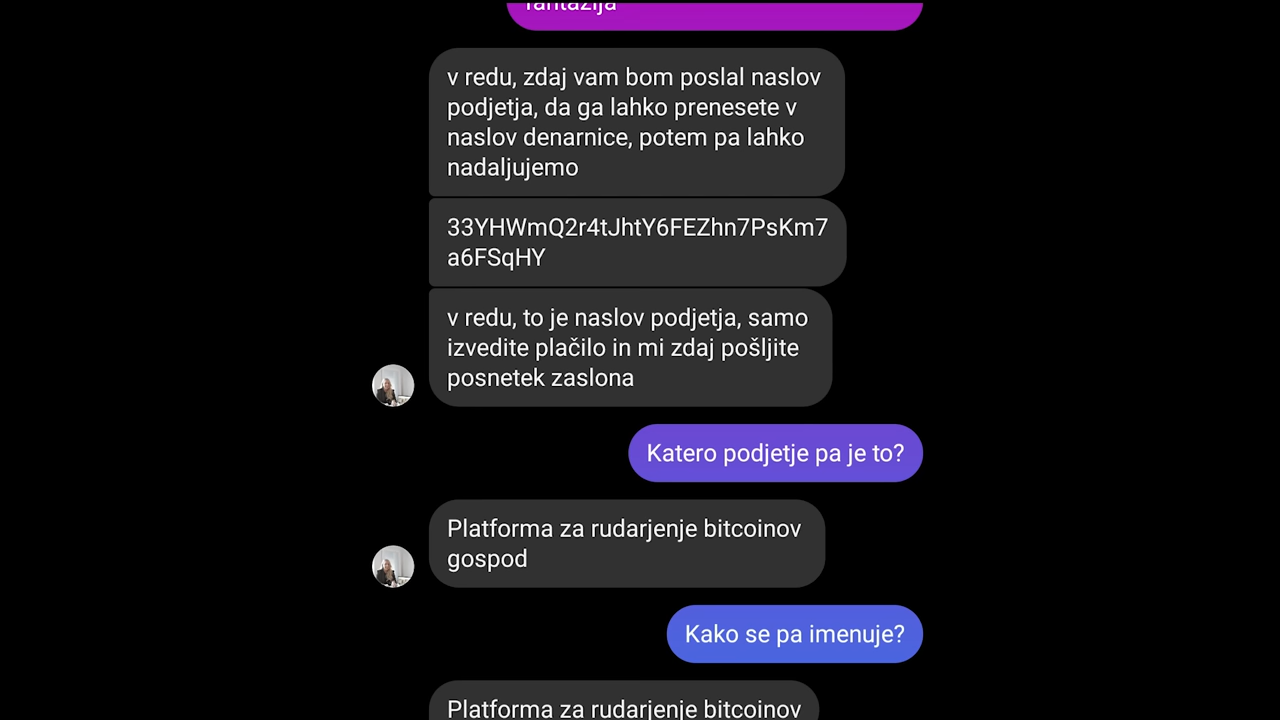 fantazija
v redu, zdaj vam bom poslal naslov
podjetja, da ga lahko prenesete v
naslov denarnice, potem pa lahko
nadaljujemo
33YHWmQ2r4tJhtY6FEZhn7PsKm7
a6FSqHY
v redu, to je naslov podjetja, samo
izvedite plačilo in mi zdaj pošljite
posnetek zaslona
Katero podjetje pa je to?
Platforma za rudarjenje bitcoinov
gospod
Kako se pa imenuje?
Platforma za rudarjenje bitcoinov